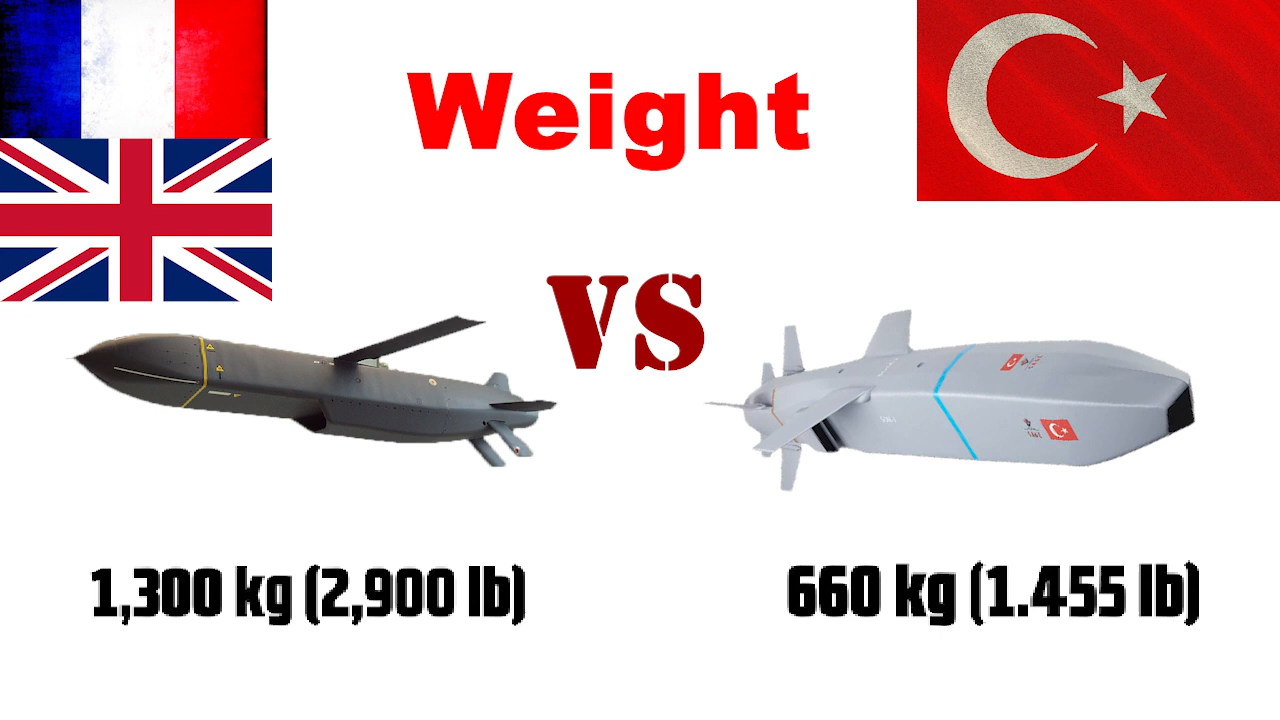 Weight
VS
1,300 kg (2,900 lb)
660 kg (1.455 lb)